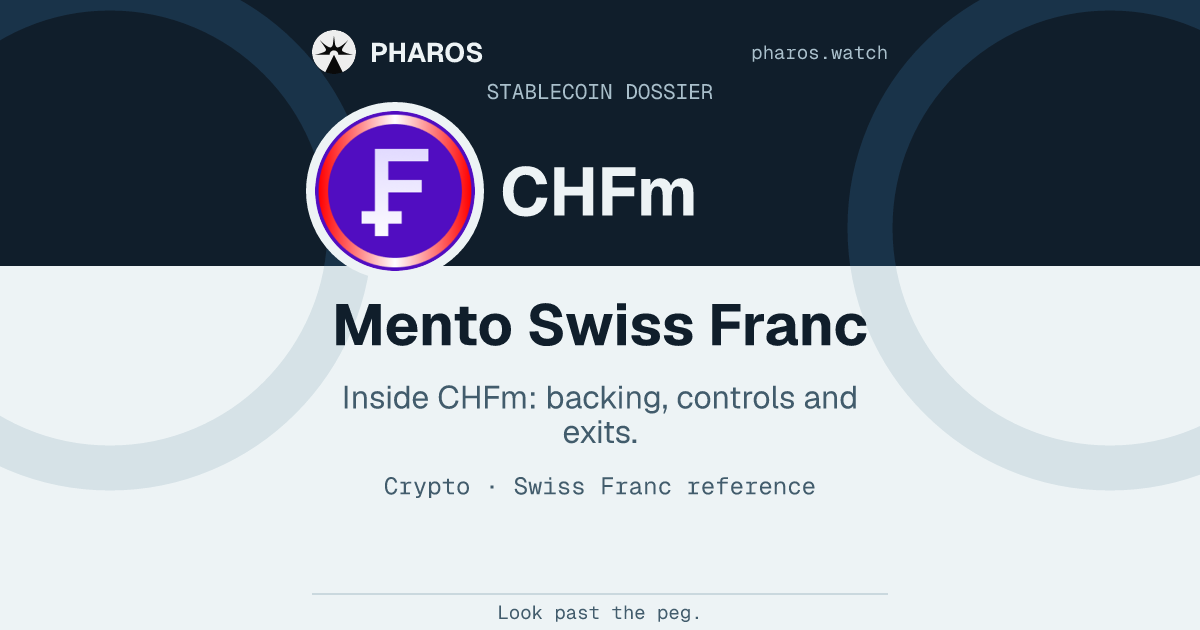 PHAROS
pharos.watch
STABLECOIN DOSSIER
CHFm
Mento Swiss Franc
Inside CHFm: backing, controls and
exits.
Crypto · Swiss Franc reference
Look past the peg.